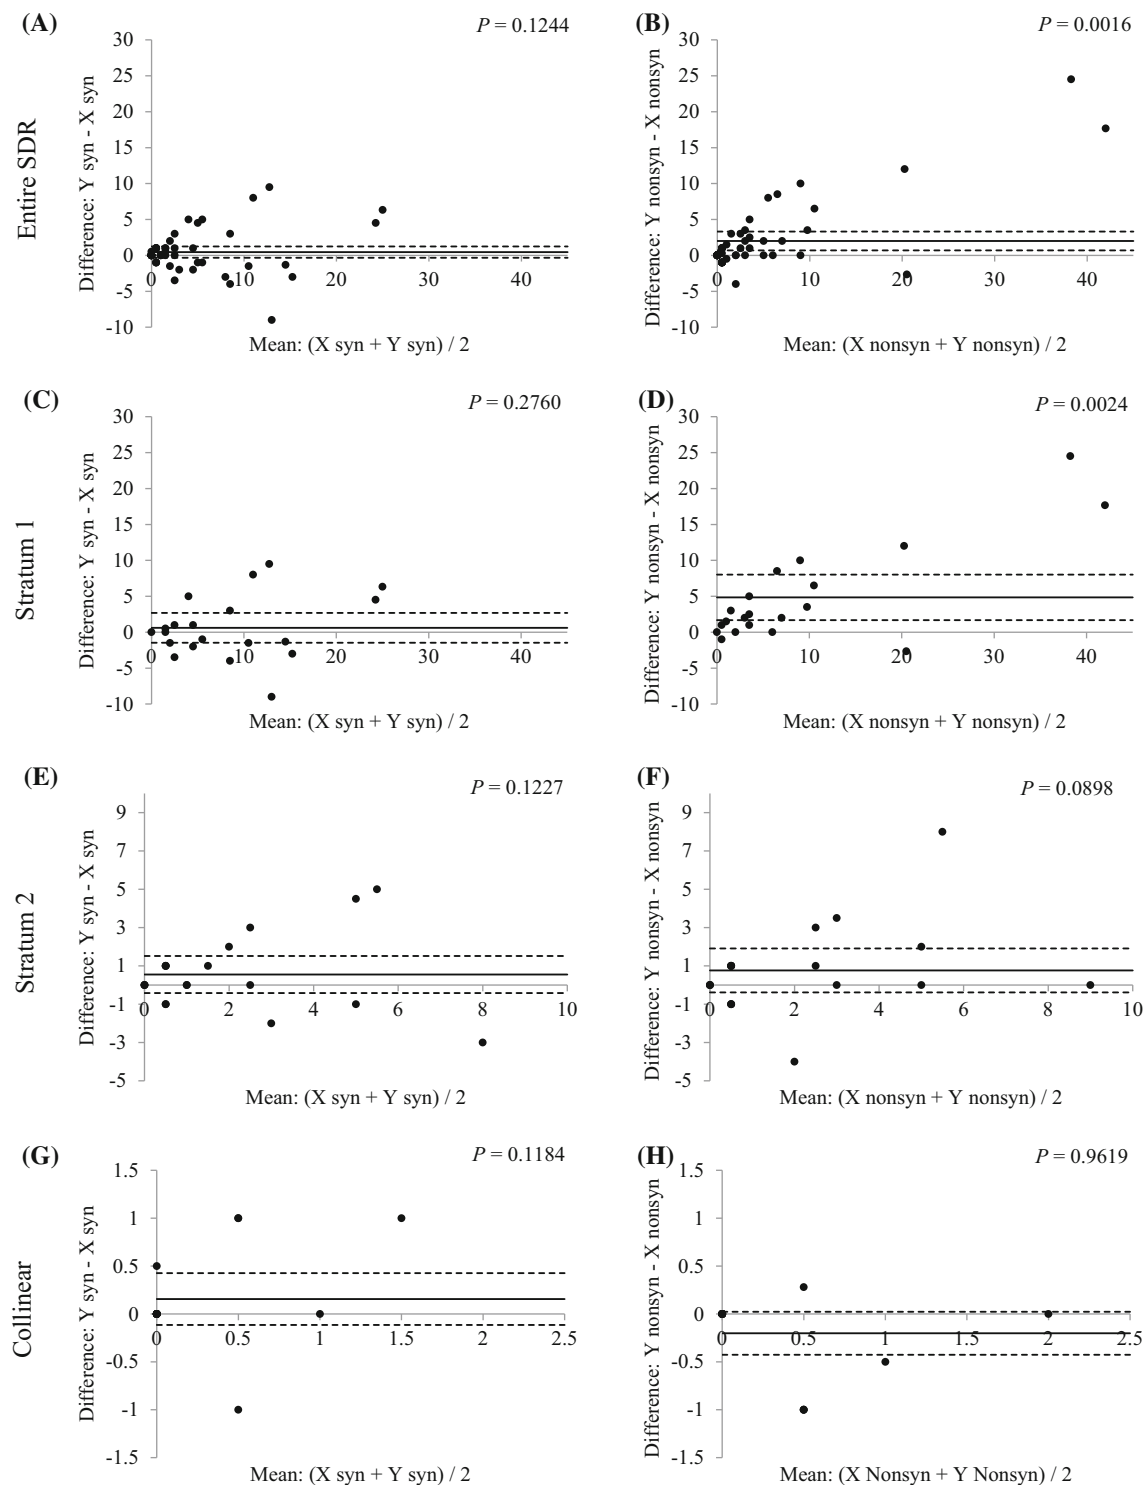 (A)
P = 0.1244
Entire SDR
Difference: Y syn - X syn
30
25
20
15
10
5
0
-5
-10
0 10 20 30 40
Mean: (X syn + Y syn) / 2
(B)
P = 0.0016
Difference: Y nonsyn - X nonsyn
30
25
20
15
10
5
0
-5
-10
0 10 20 30 40
Mean: (X nonsyn + Y nonsyn) / 2
(C)
P = 0.2760
Stratum 1
Difference: Y syn - X syn
30
25
20
15
10
5
0
-5
-10
0 10 20 30 40
Mean: (X syn + Y syn) / 2
(D)
P = 0.0024
Difference: Y nonsyn - X nonsyn
30
25
20
15
10
5
0
-5
-10
0 10 20 30 40
Mean: (X nonsyn + Y nonsyn) / 2
(E)
P = 0.1227
Stratum 2
Difference: Y syn - X syn
9
7
5
3
1
-1
-3
-5
0 2 4 6 8 10
Mean: (X syn + Y syn) / 2
(F)
P = 0.0898
Difference: Y nonsyn - X nonsyn
9
7
5
3
1
-1
-3
-5
0 2 4 6 8 10
Mean: (X nonsyn + Y nonsyn) / 2
(G)
P = 0.1184
Collinear
Difference: Y syn - X syn
1.5
1
0.5
0
-0.5
-1
-1.5
0 0.5 1 1.5 2 2.5
Mean: (X syn + Y syn) / 2
(H)
P = 0.9619
Difference: Y nonsyn - X nonsyn
1.5
1
0.5
0
-0.5
-1
-1.5
0 0.5 1 1.5 2 2.5
Mean: (X Nonsyn + Y Nonsyn) / 2